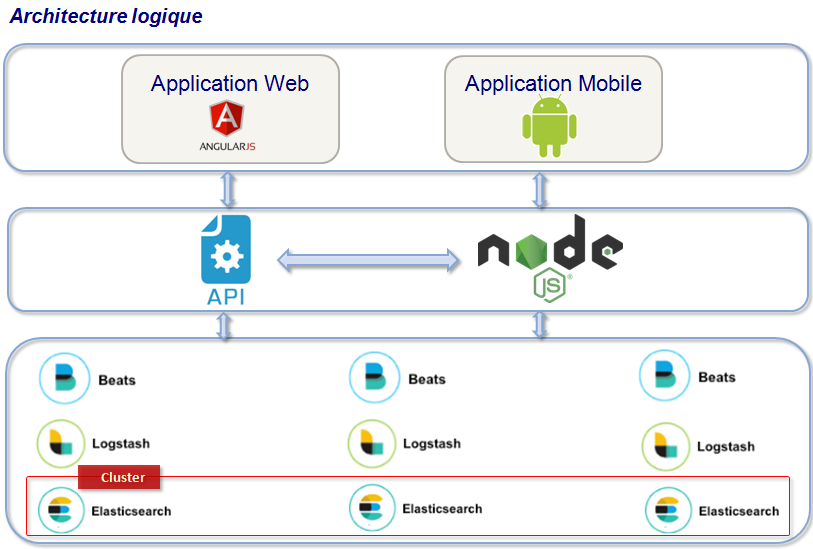 Architecture logique
Application Web
Application Mobile
ANGULARJS
node
JS
API
Beats
Beats
Beats
Logstash
Logstash
Logstash
Cluster
Elasticsearch
Elasticsearch
Elasticsearch